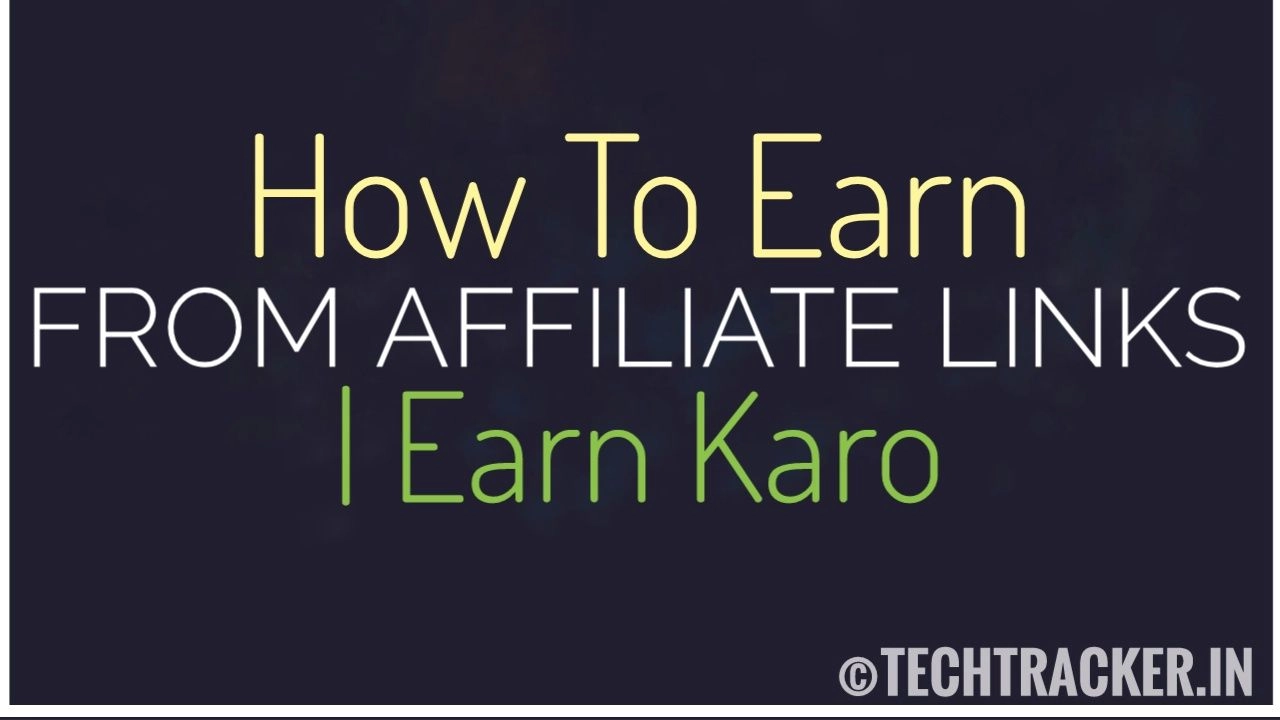 How To Earn
FROM AFFILIATE LINKS
| Earn Karo
©TECHTRACKER.IN